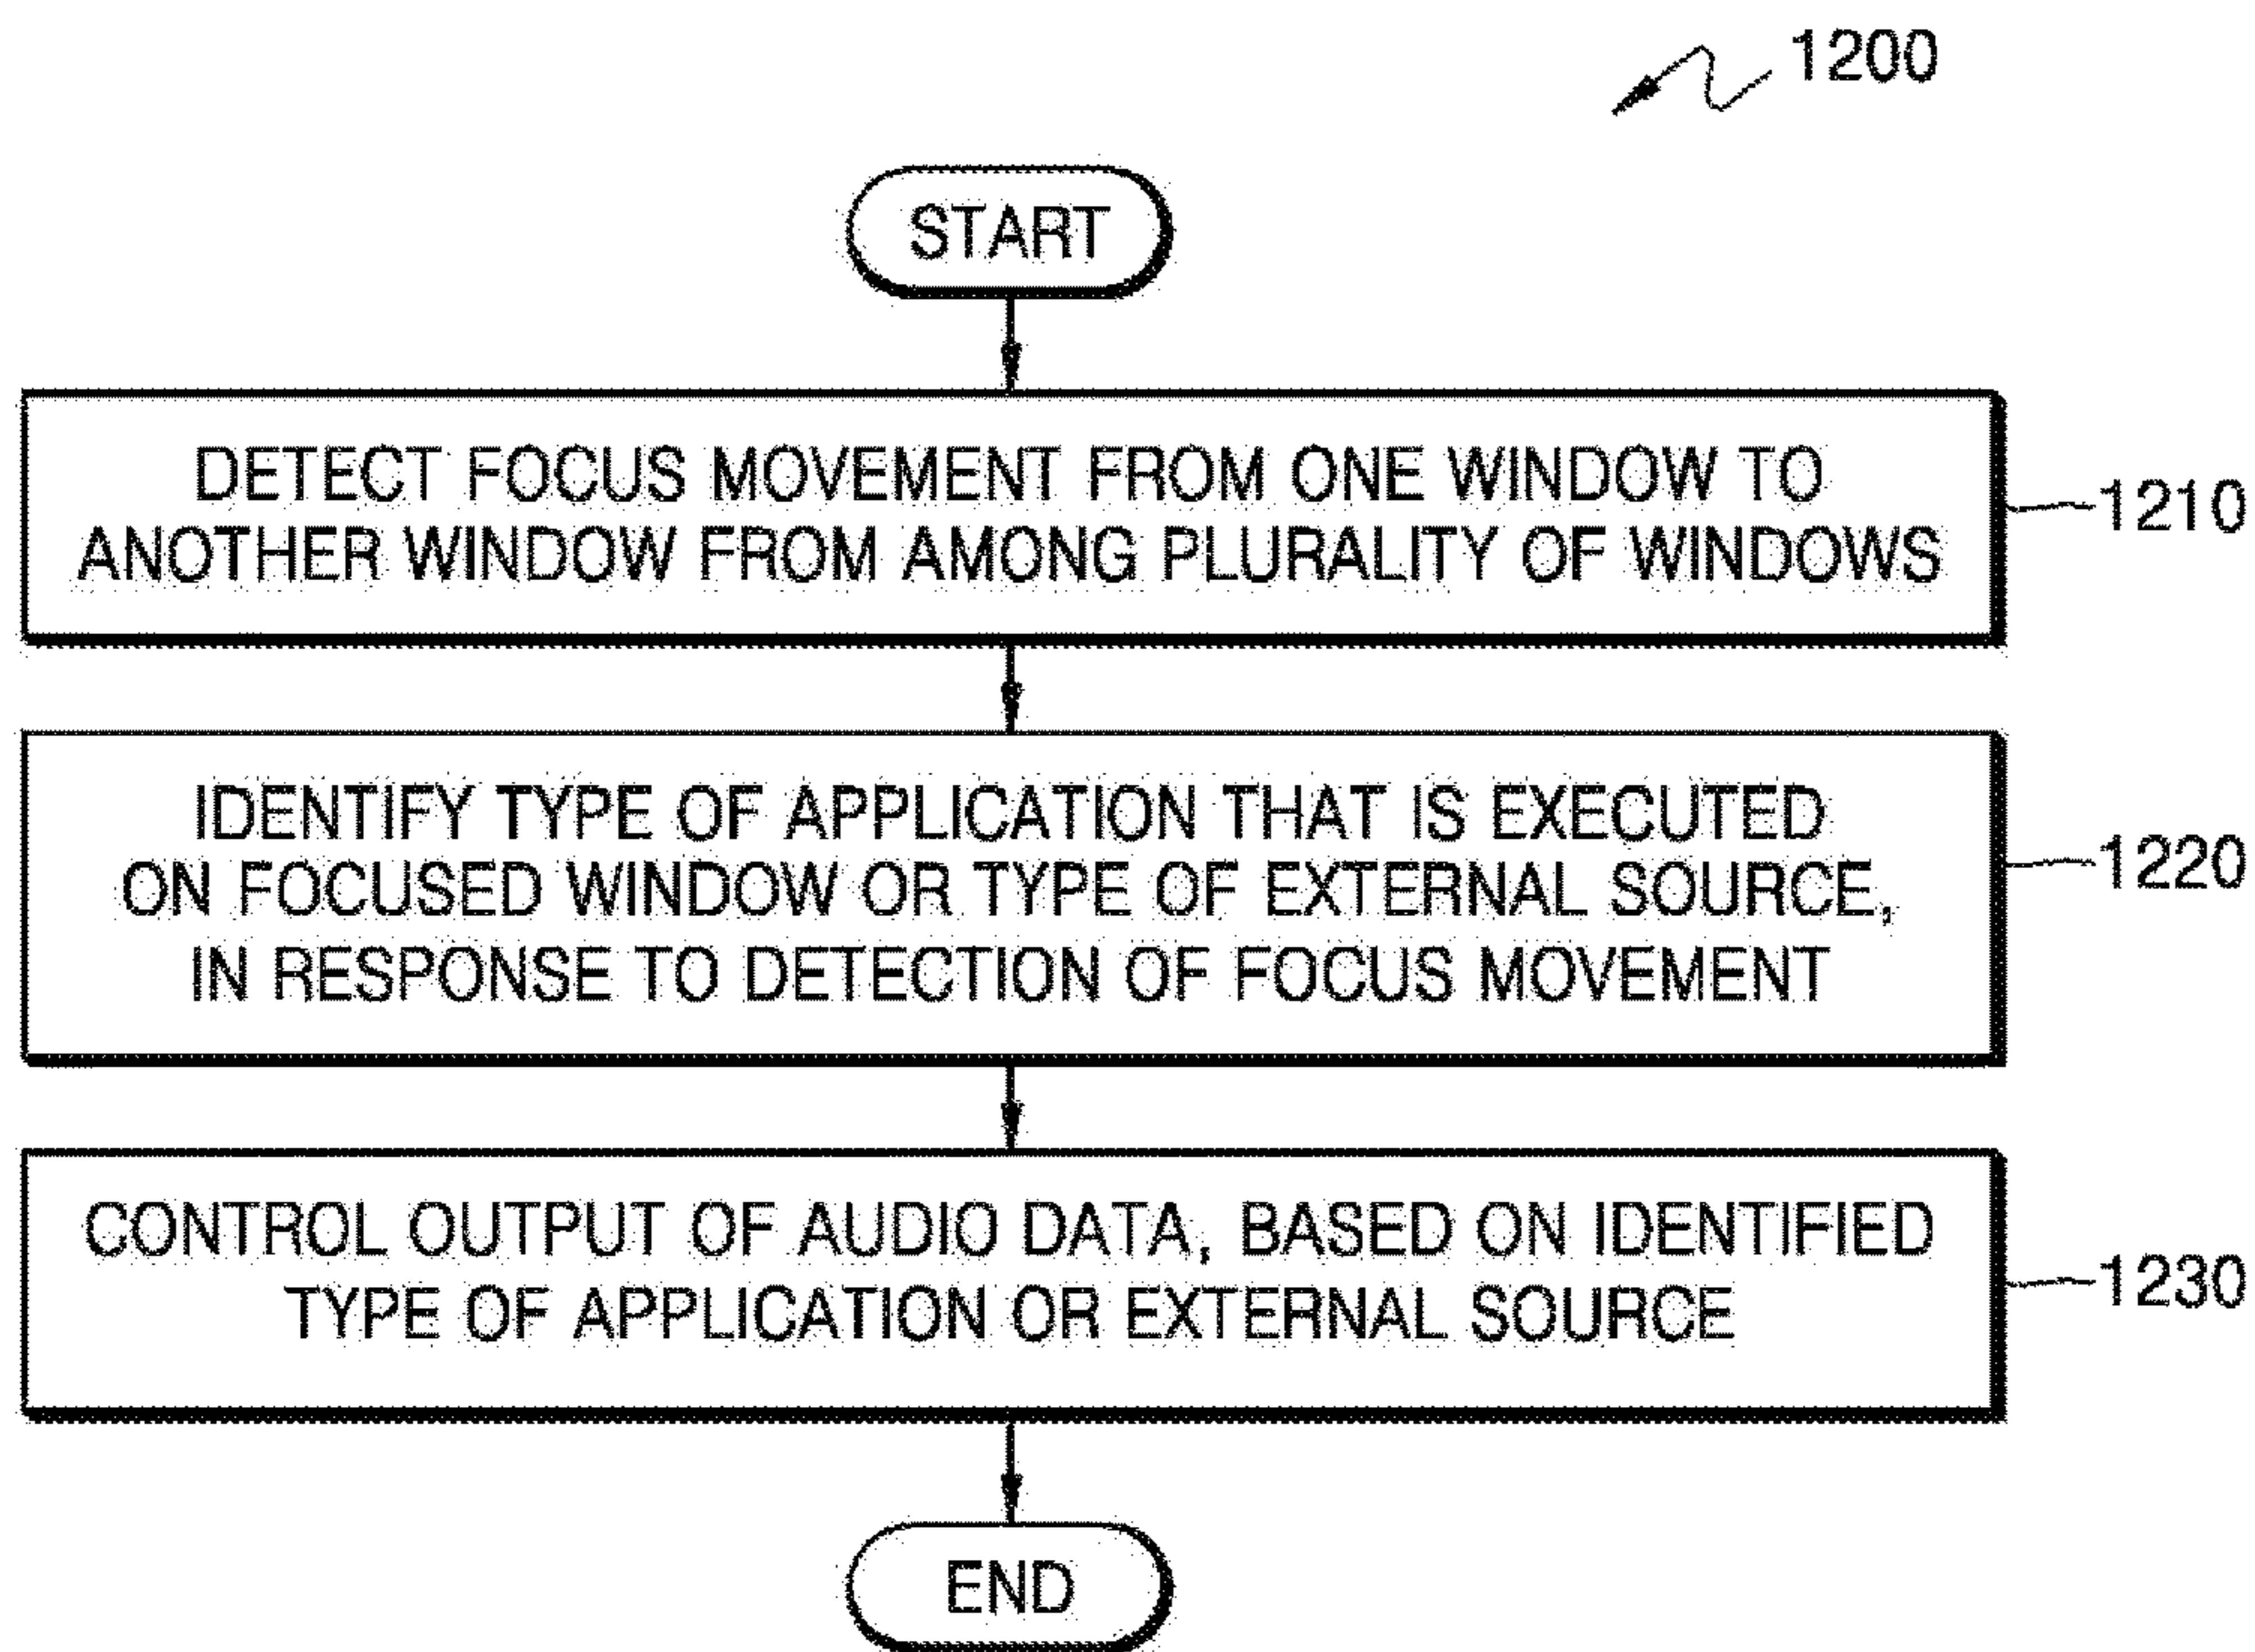 1200
START
DETECT FOCUS MOVEMENT FROM ONE WINDOW TO
ANOTHER WINDOW FROM AMONG PLURALITY OF WINDOWS
1210
IDENTIFY TYPE OF APPLICATION THAT IS EXECUTED
ON FOCUSED WINDOW OR TYPE OF EXTERNAL SOURCE,
IN RESPONSE TO DETECTION OF FOCUS MOVEMENT
1220
CONTROL OUTPUT OF AUDIO DATA, BASED ON IDENTIFIED
TYPE OF APPLICATION OR EXTERNAL SOURCE
1230
END